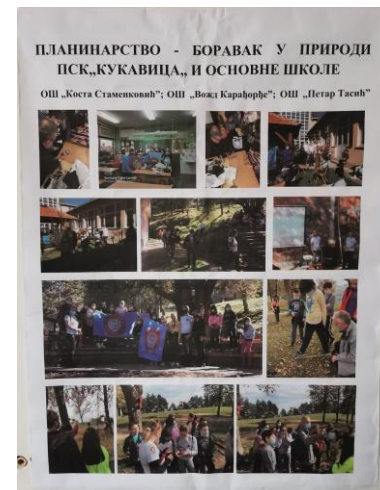 ПЛАНИНАРСТВО - БОРАВАК У ПРИРОДИ
ПСК„КУКАВИЦА„ И ОСНОВНЕ ШКОЛЕ
ОШ „Коста Стаменковић"; ОШ „Вожд Карађорђе"; ОШ „Петар Тасић"